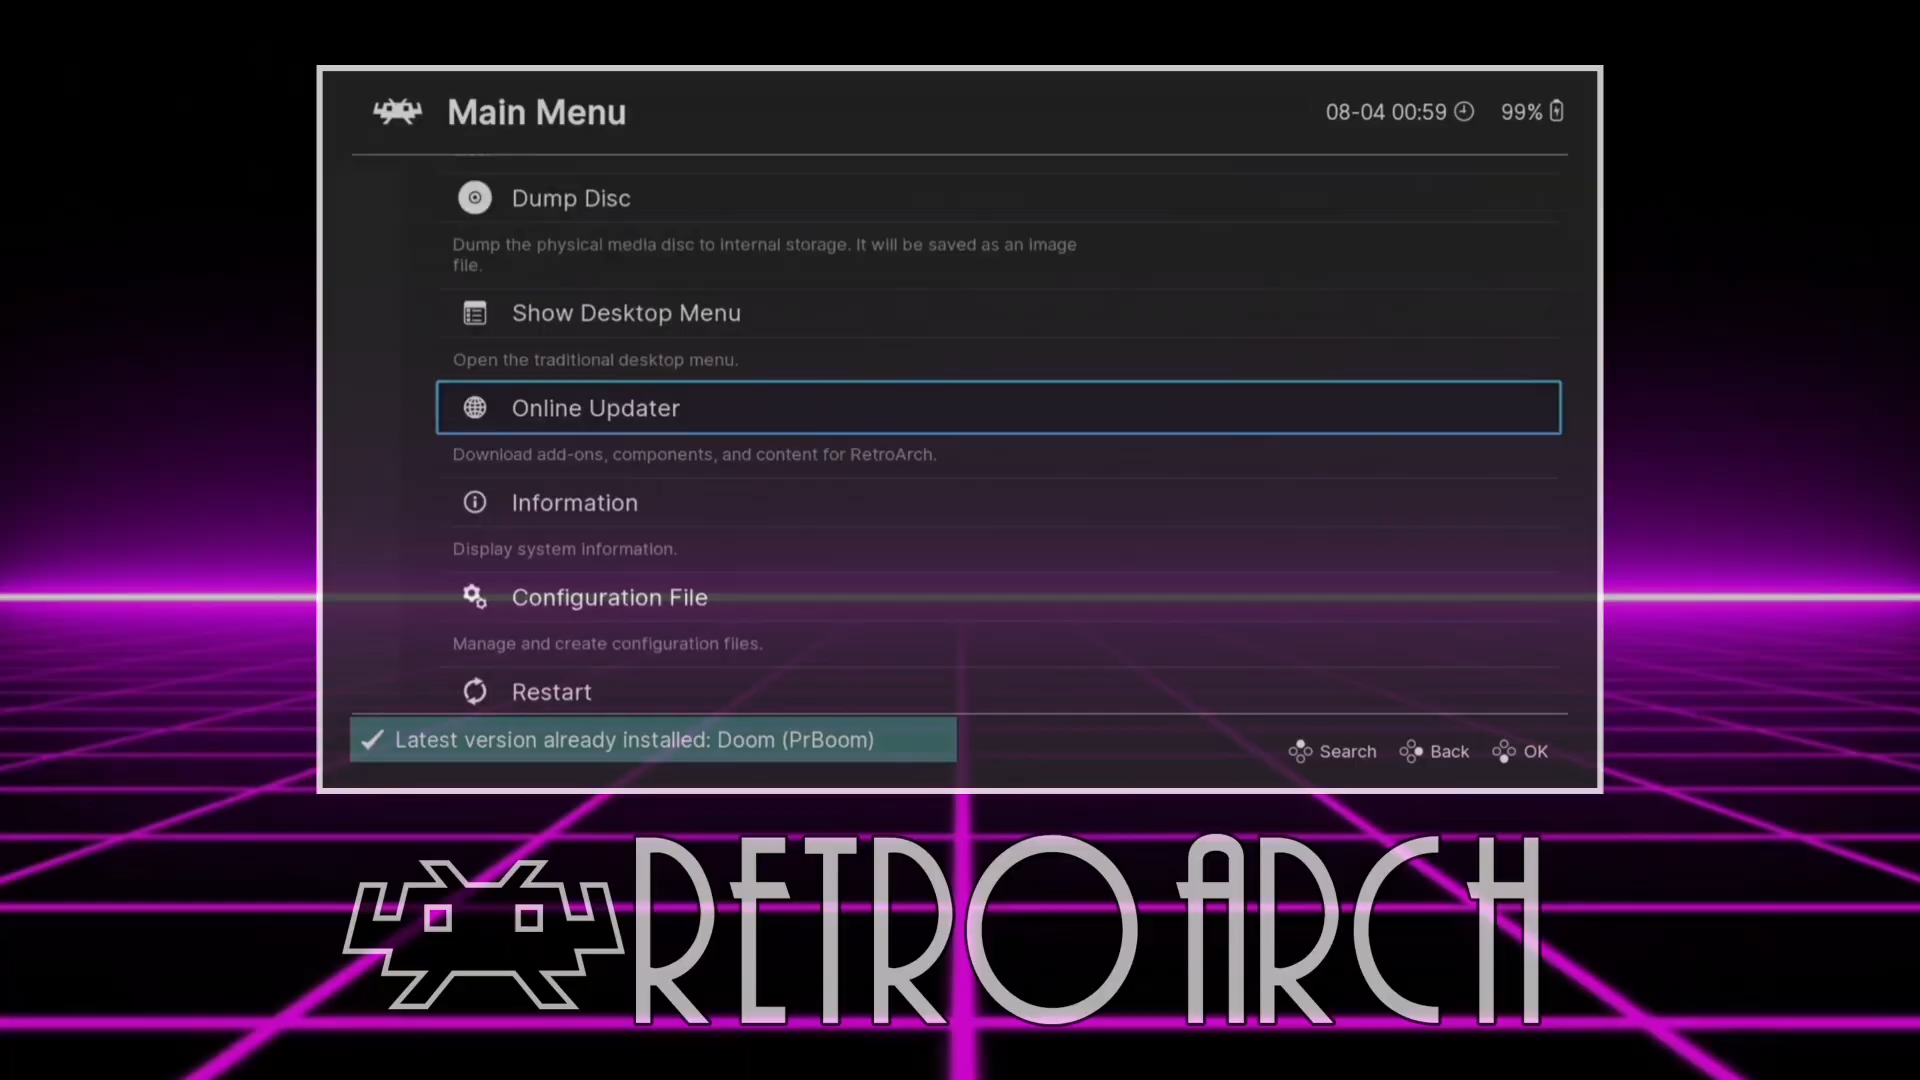 Main Menu
08-04 00:59
99%
Dump Disc
Dump the physical media disc to internal storage. It will be saved as an image
file.
Show Desktop Menu
Open the traditional desktop menu.
Online Updater
Download add-ons, components, and content for RetroArch.
Information
Display system information.
Configuration File
Manage and create configuration files.
Restart
Latest version already installed: Doom (PrBoom)
Search
Back
OK
RETRO ARCH